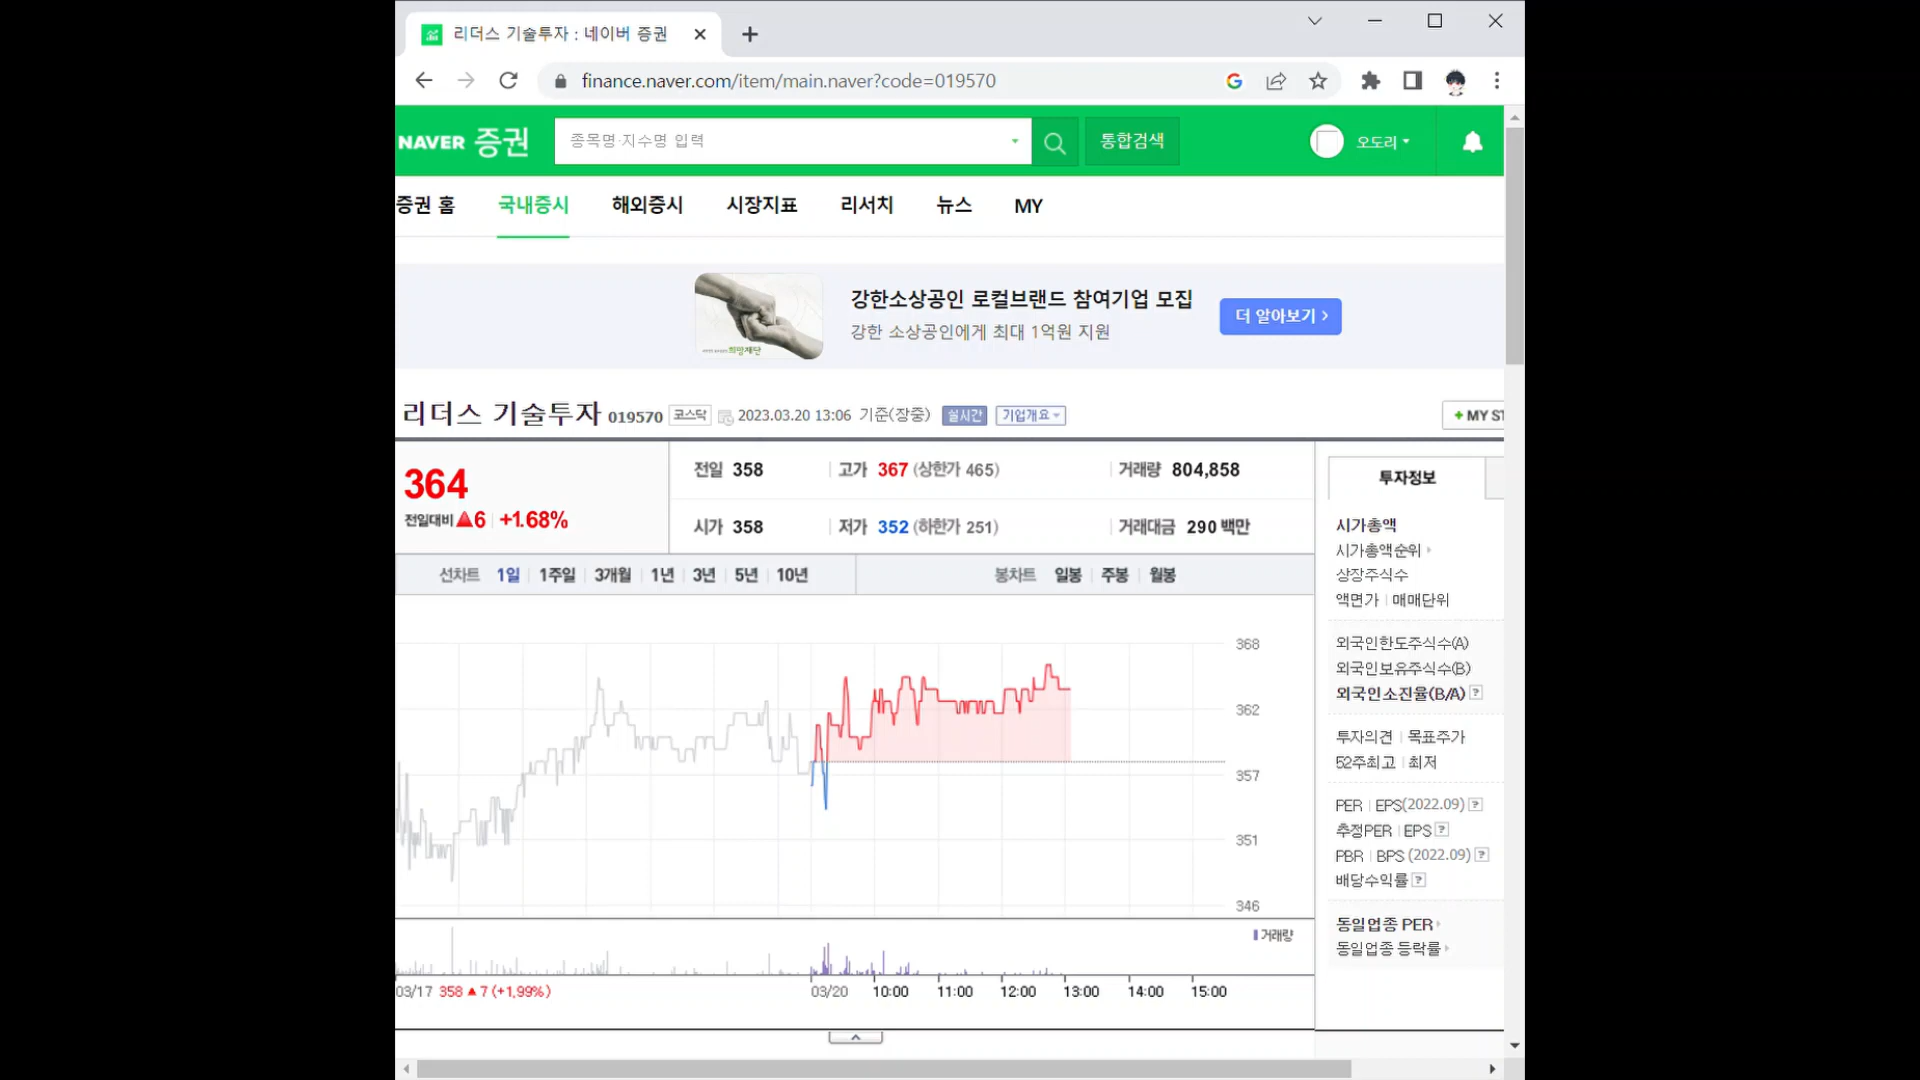 리더스 기술투자 : 네이버 증권
finance.naver.com/item/main.naver?code=019570
NAVER 증권
종목명·지수명 입력
통합검색
오도리
증권 홈 국내증시 해외증시 시장지표 리서치 뉴스 MY
강한소상공인 로컬브랜드 참여기업 모집
강한 소상공인에게 최대 1억원 지원
더 알아보기 >
희망재단
리더스 기술투자 019570 코스닥 2023.03.20 13:06 기준(장중) 실시간 기업개요
+ MY ST
364
전일대비 ▲6 +1.68%
전일 358 고가 367 (상한가 465) 거래량 804,858
시가 358 저가 352 (하한가 251) 거래대금 290 백만
선차트 1일 1주일 3개월 1년 3년 5년 10년 봉차트 일봉 주봉 월봉
368
362
357
351
346
거래량
03/17 358 ▲7 (+1,99%) 03/20 10:00 11:00 12:00 13:00 14:00 15:00
투자정보
시가총액
시가총액순위
상장주식수
액면가 | 매매단위
외국인한도주식수(A)
외국인보유주식수(B)
외국인소진율(B/A) ?
투자의견 | 목표주가
52주최고 | 최저
PER | EPS(2022.09) ?
추정PER | EPS ?
PBR | BPS (2022.09) ?
배당수익률 ?
동일업종 PER
동일업종 등락률